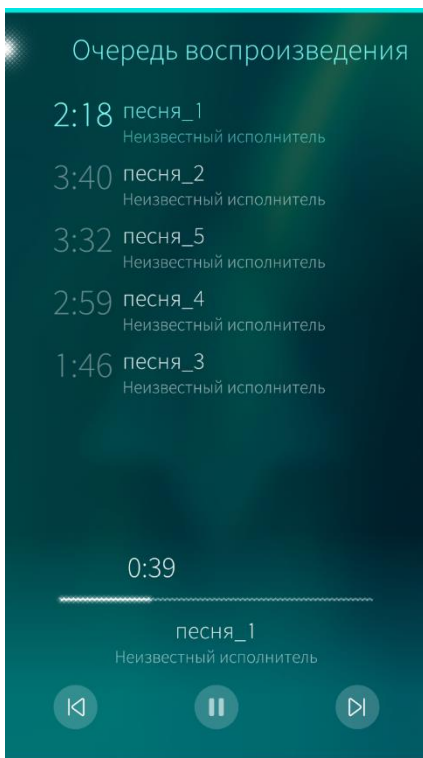 Очередь воспроизведения
2:18 песня_1
Неизвестный исполнитель
3:40 песня_2
Неизвестный исполнитель
3:32 песня_5
Неизвестный исполнитель
2:59 песня_4
Неизвестный исполнитель
1:46 песня_3
Неизвестный исполнитель
0:39
песня_1
Неизвестный исполнитель